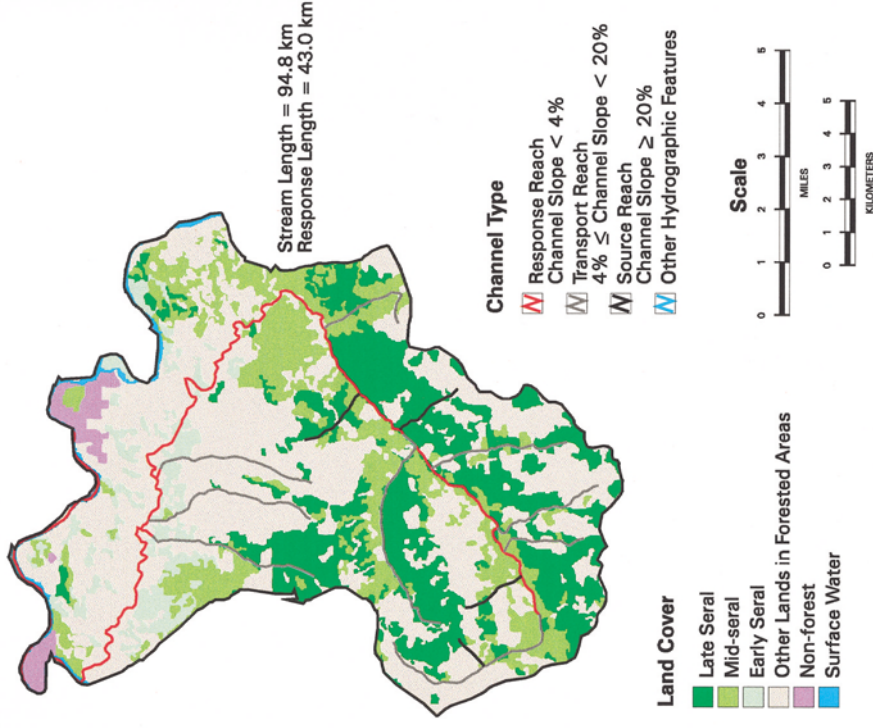 Stream Length = 94.8 km
Response Length = 43.0 km
Channel Type
Response Reach
Channel Slope < 4%
Transport Reach
4% ≤ Channel Slope < 20%
Source Reach
Channel Slope ≥ 20%
Other Hydrographic Features
Land Cover
Late Seral
Mid-seral
Early Seral
Other Lands in Forested Areas
Non-forest
Surface Water
Scale
0 1 2 3 4 5
MILES
0 1 2 3 4 5
KILOMETERS